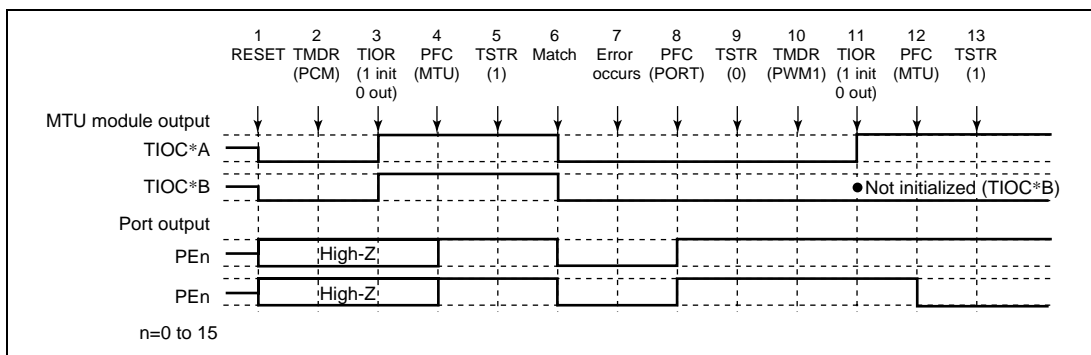 1 2 3 4 5 6 7 8 9 10 11 12 13
RESET TMDR TIOR PFC TSTR Match Error PFC TSTR TMDR TIOR PFC TSTR
(PCM) (1 init (MTU) (1) occurs (PORT) (0) (PWM1) (1 init (MTU) (1)
0 out) 0 out)
MTU module output
TIOC*A
TIOC*B ●Not initialized (TIOC*B)
Port output
PEn High-Z
PEn High-Z
n=0 to 15